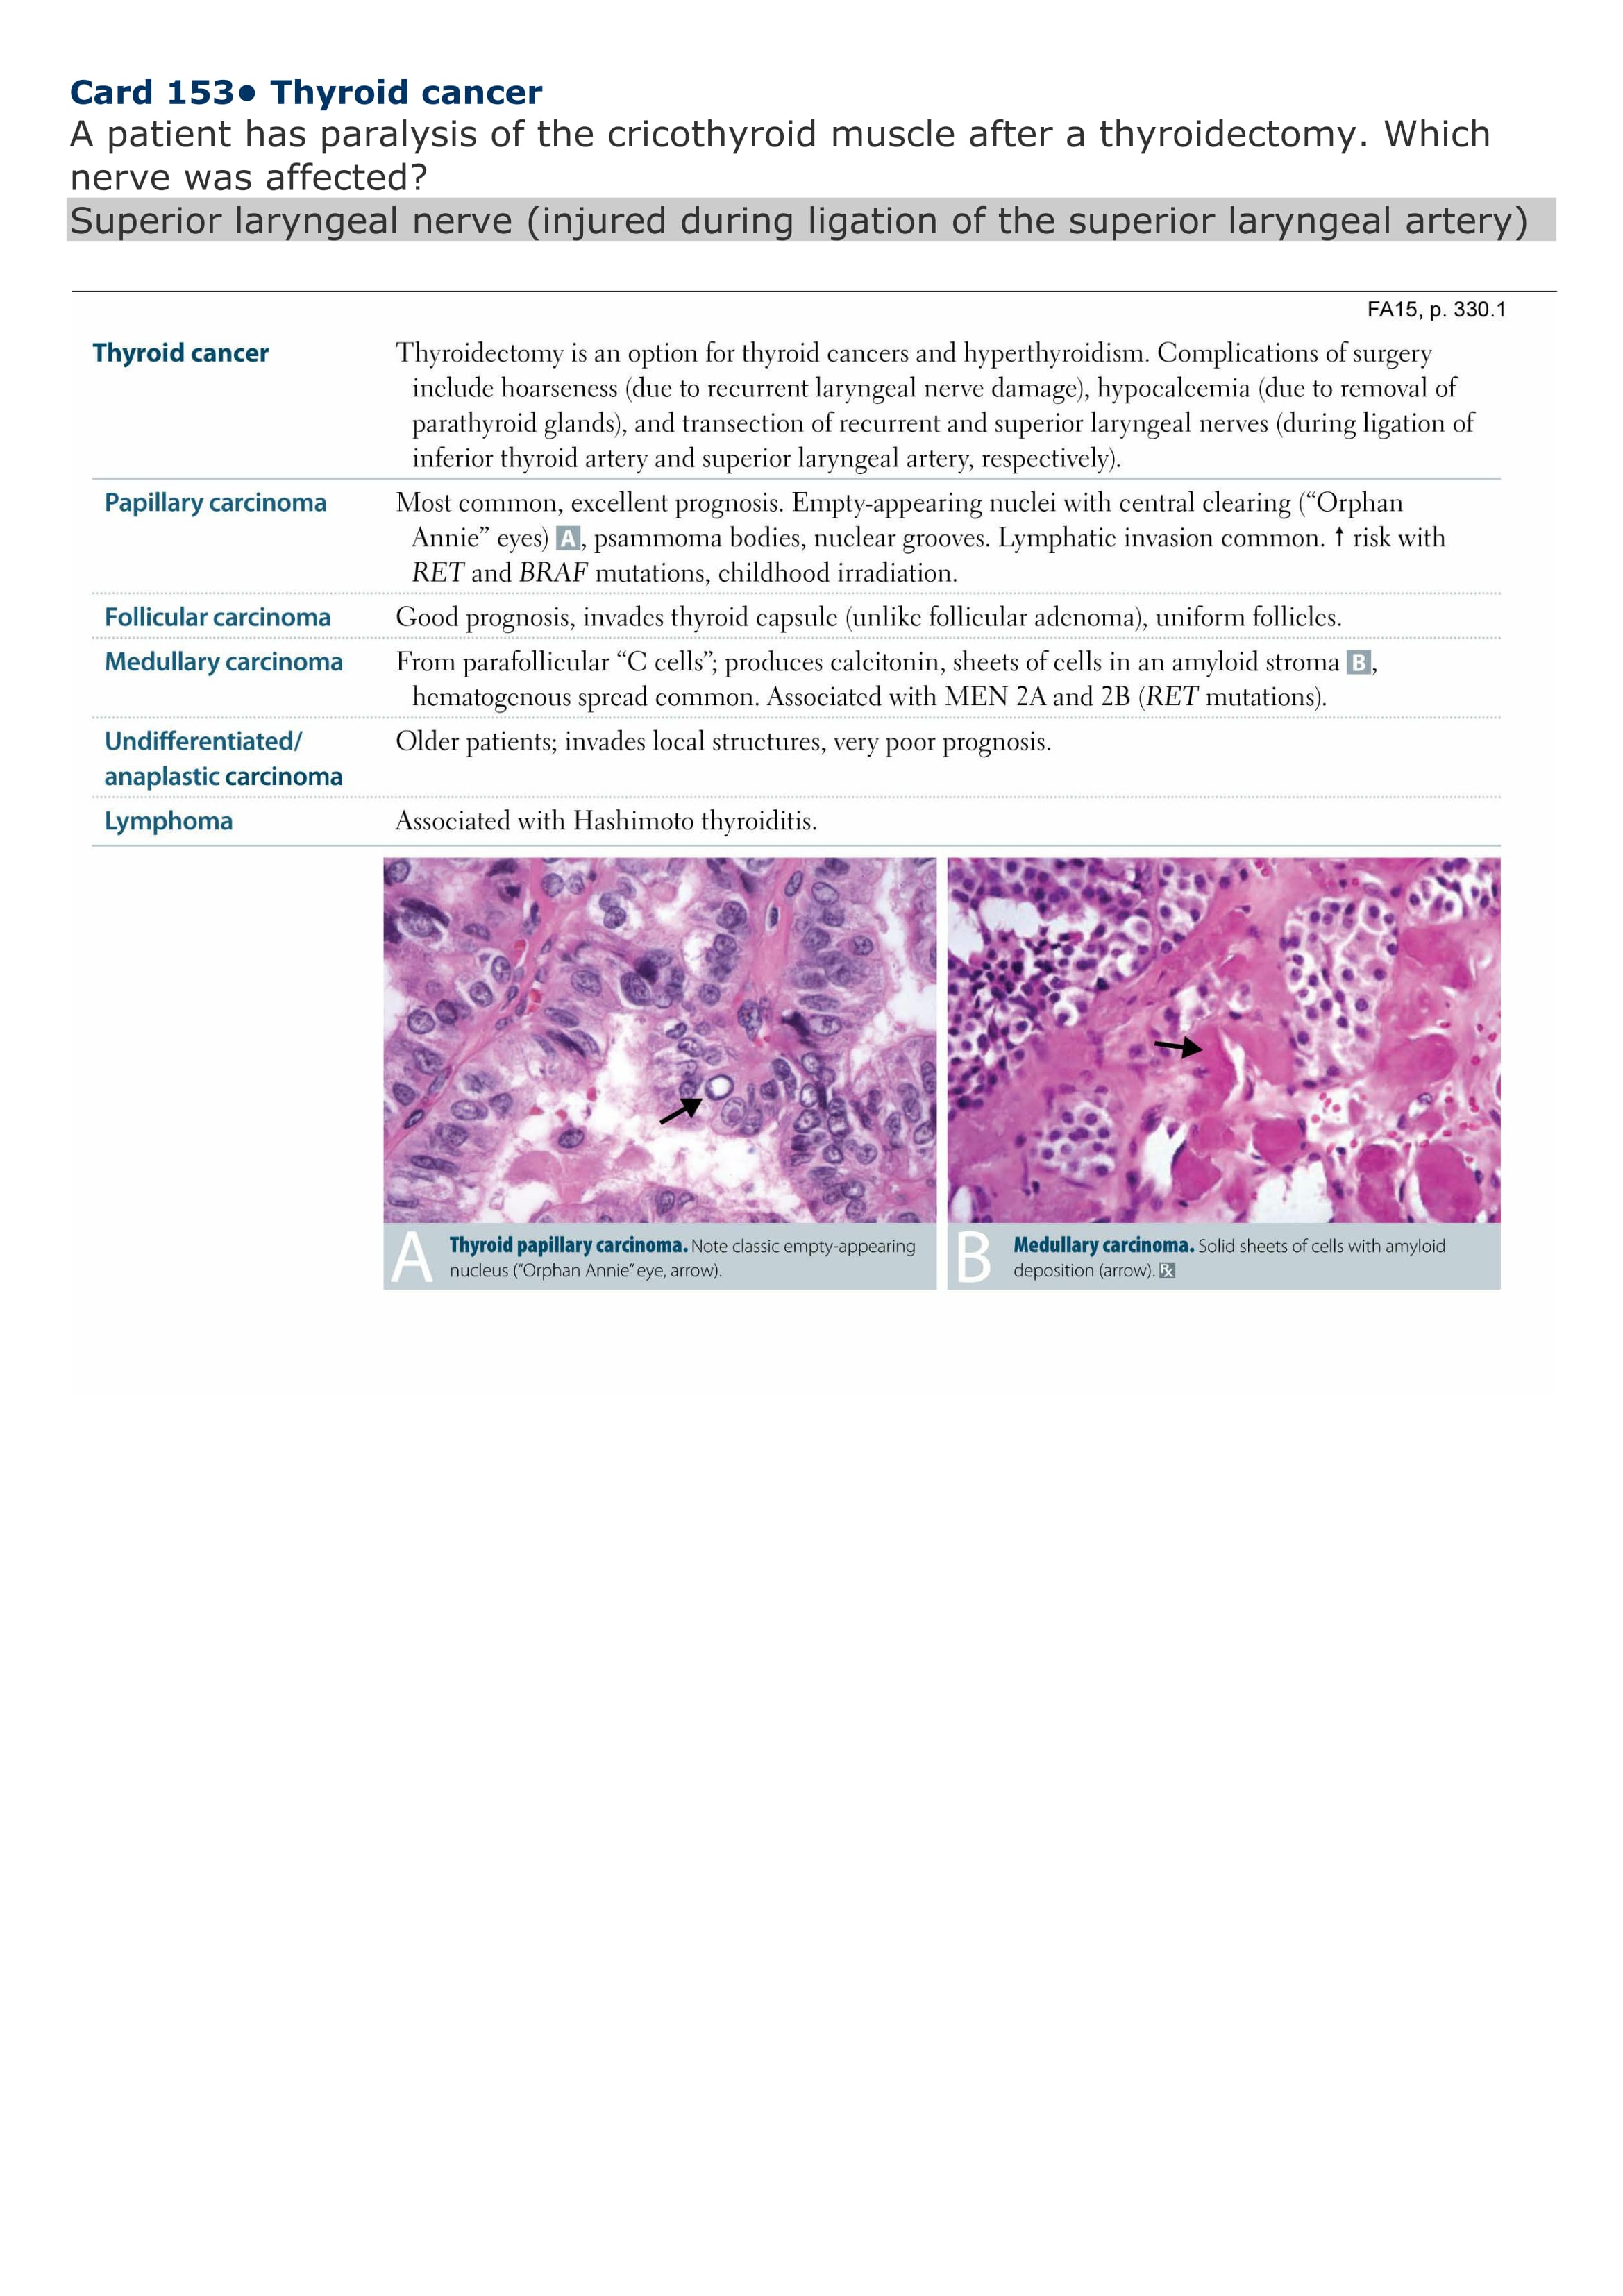 Card 153• Thyroid cancer
A patient has paralysis of the cricothyroid muscle after a thyroidectomy. Which
nerve was affected?
Superior laryngeal nerve (injured during ligation of the superior laryngeal artery)
FA15, p. 330.1
Thyroid cancer
Thyroidectomy is an option for thyroid cancers and hyperthyroidism. Complications of surgery
include hoarseness (due to recurrent laryngeal nerve damage), hypocalcemia (due to removal of
parathyroid glands), and transection of recurrent and superior laryngeal nerves (during ligation of
inferior thyroid artery and superior laryngeal artery, respectively).
Papillary carcinoma
Most common, excellent prognosis. Empty-appearing nuclei with central clearing (“Orphan
Annie” eyes) A, psammoma bodies, nuclear grooves. Lymphatic invasion common. ↑ risk with
RET and BRAF mutations, childhood irradiation.
Follicular carcinoma
Good prognosis, invades thyroid capsule (unlike follicular adenoma), uniform follicles.
Medullary carcinoma
From parafollicular “C cells”; produces calcitonin, sheets of cells in an amyloid stroma B,
hematogenous spread common. Associated with MEN 2A and 2B (RET mutations).
Undifferentiated/
anaplastic carcinoma
Older patients; invades local structures, very poor prognosis.
Lymphoma
Associated with Hashimoto thyroiditis.
A
Thyroid papillary carcinoma. Note classic empty-appearing
nucleus (“Orphan Annie” eye, arrow).
B
Medullary carcinoma. Solid sheets of cells with amyloid
deposition (arrow). Rx